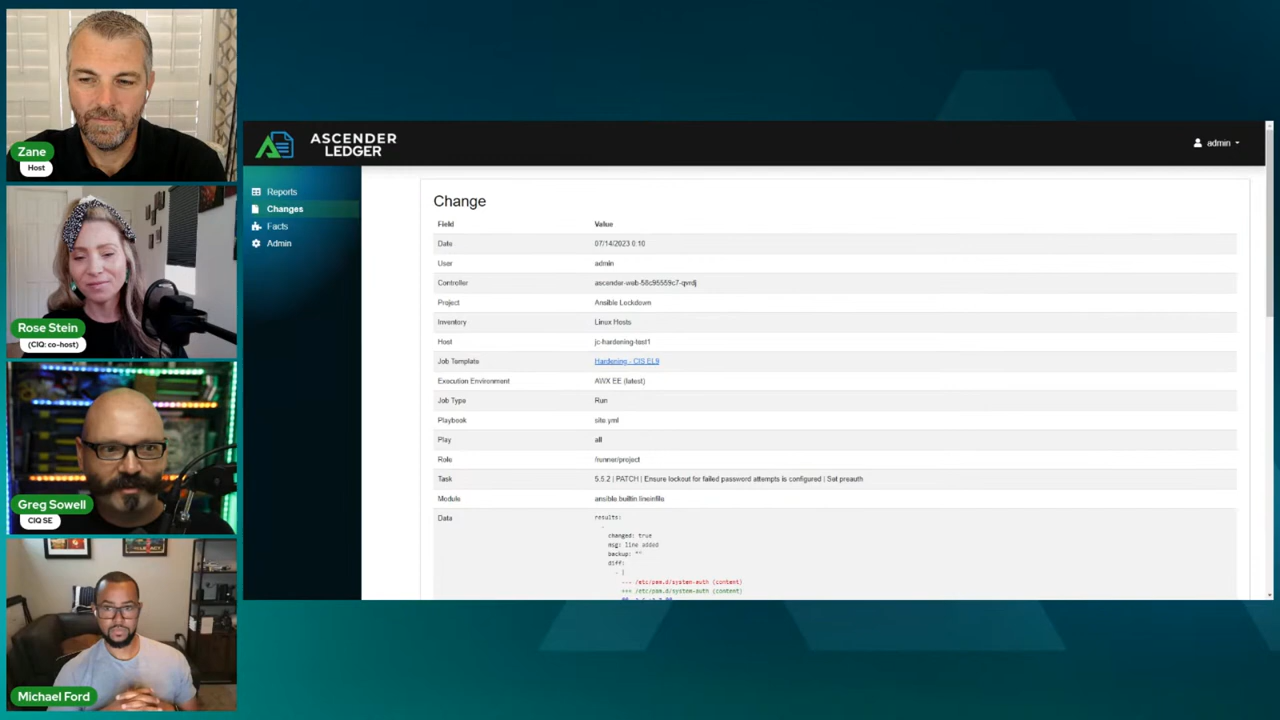 Zane
Host
Rose Stein
(CIQ: co-host)
Greg Sowell
CIQ SE
Michael Ford
ASCENDER
LEDGER
admin
Reports
Changes
Facts
Admin
Change
Field Value
Date 07/14/2023 0:10
User admin
Controller
Project Ansible Lockdown
Inventory Linux Hosts
Host jc-hardening-test1
Job Template Hardening - CIS EL9
Execution Environment AWX EE (latest)
Job Type Run
Playbook site.yml
Play all
Role /runner/project
Task 5.5.2 | PATCH | Ensure lockout for failed password attempts is configured | Set preauth
Module ansible.builtin.lineinfile
Data results:
-
changed: true
msg: line added
backup: ""
diff:
- |
--- /etc/pam.d/system-auth (content)
+++ /etc/pam.d/system-auth (content)